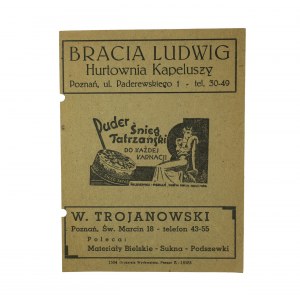 BRACIA LUDWIG
Hurtownia Kapeluszy
Poznań, ul. Paderewskiego 1 - tel. 30-49
Puder Śnieg
Tatrzański
DO KAŻDEJ
KARNACJI
W. TROJANOWSKI
Poznań, Św. Marcin 18 - telefon 43-55
Poleca:
Materiały Bielskie - Sukna - Podszewki